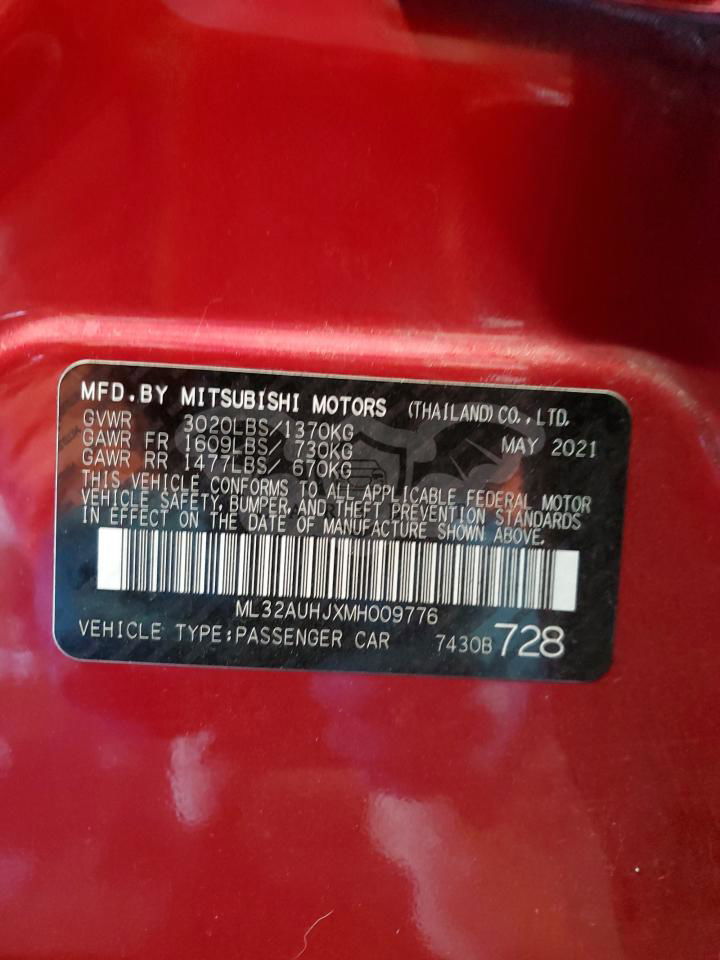 MFD.BY MITSUBISHI MOTORS (THAILAND) CO., LTD.
GVWR 3020LBS/1370KG MAY 2021
GAWR FR 1609LBS/ 730KG
GAWR RR 1477LBS/ 670KG
THIS VEHICLE CONFORMS TO ALL APPLICABLE FEDERAL MOTOR
VEHICLE SAFETY, BUMPER, AND THEFT PREVENTION STANDARDS
IN EFFECT ON THE DATE OF MANUFACTURE SHOWN ABOVE.
ML32AUHJXMH009776
VEHICLE TYPE:PASSENGER CAR 7430B 728